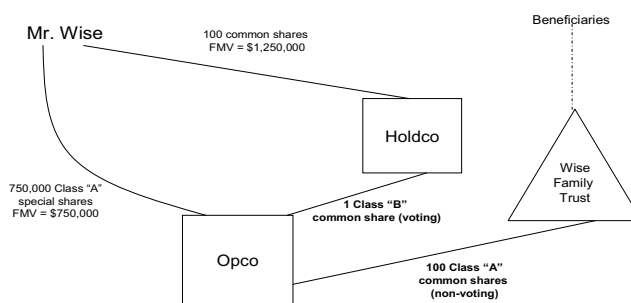 Mr. Wise
100 common shares
FMV = $1,250,000
Beneficiaries
Holdco
Wise
Family
Trust
750,000 Class "A"
special shares
FMV = $750,000
1 Class "B"
common share (voting)
Opco
100 Class "A"
common shares
(non-voting)